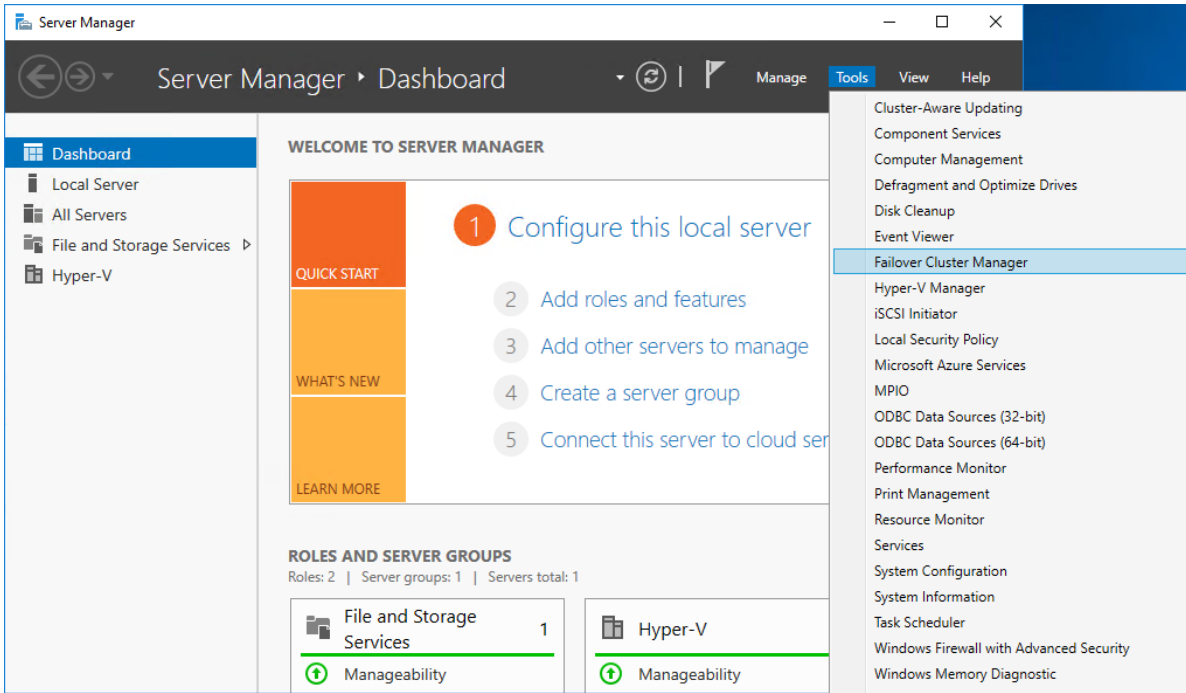 Server Manager
Server Manager ‣ Dashboard
Manage
Tools
View
Help
Dashboard
Local Server
All Servers
File and Storage Services
Hyper-V
WELCOME TO SERVER MANAGER
QUICK START
WHAT'S NEW
LEARN MORE
1 Configure this local server
2 Add roles and features
3 Add other servers to manage
4 Create a server group
5 Connect this server to cloud ser
ROLES AND SERVER GROUPS
Roles: 2 | Server groups: 1 | Servers total: 1
File and Storage
Services
1
Manageability
Hyper-V
Manageability
Cluster-Aware Updating
Component Services
Computer Management
Defragment and Optimize Drives
Disk Cleanup
Event Viewer
Failover Cluster Manager
Hyper-V Manager
iSCSI Initiator
Local Security Policy
Microsoft Azure Services
MPIO
ODBC Data Sources (32-bit)
ODBC Data Sources (64-bit)
Performance Monitor
Print Management
Resource Monitor
Services
System Configuration
System Information
Task Scheduler
Windows Firewall with Advanced Security
Windows Memory Diagnostic